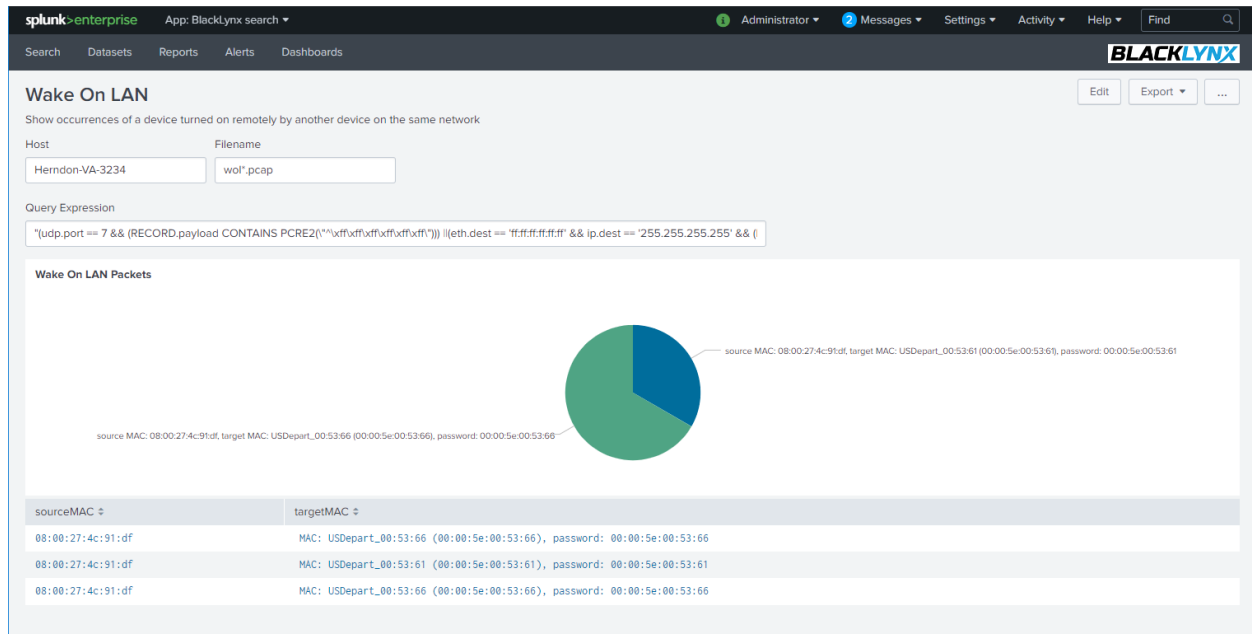 splunk>enterprise App: BlackLynx search i Administrator 2 Messages Settings Activity Help Find
Search Datasets Reports Alerts Dashboards BLACKLYNX
Wake On LAN Edit Export ...
Show occurrences of a device turned on remotely by another device on the same network
Host Filename
Herndon-VA-3234 wol*.pcap
Query Expression
"(udp.port == 7 && (RECORD.payload CONTAINS PCRE2(\"^\xff\xff\xff\xff\xff\xff\"))) ||(eth.dest == 'ff:ff:ff:ff:ff:ff' && ip.dest == '255.255.255.255' && (
Wake On LAN Packets
source MAC: 08:00:27:4c:91:df, target MAC: USDepart_00:53:61 (00:00:5e:00:53:61), password: 00:00:5e:00:53:61
source MAC: 08:00:27:4c:91:df, target MAC: USDepart_00:53:66 (00:00:5e:00:53:66), password: 00:00:5e:00:53:66
sourceMAC targetMAC
08:00:27:4c:91:df MAC: USDepart_00:53:66 (00:00:5e:00:53:66), password: 00:00:5e:00:53:66
08:00:27:4c:91:df MAC: USDepart_00:53:61 (00:00:5e:00:53:61), password: 00:00:5e:00:53:61
08:00:27:4c:91:df MAC: USDepart_00:53:66 (00:00:5e:00:53:66), password: 00:00:5e:00:53:66